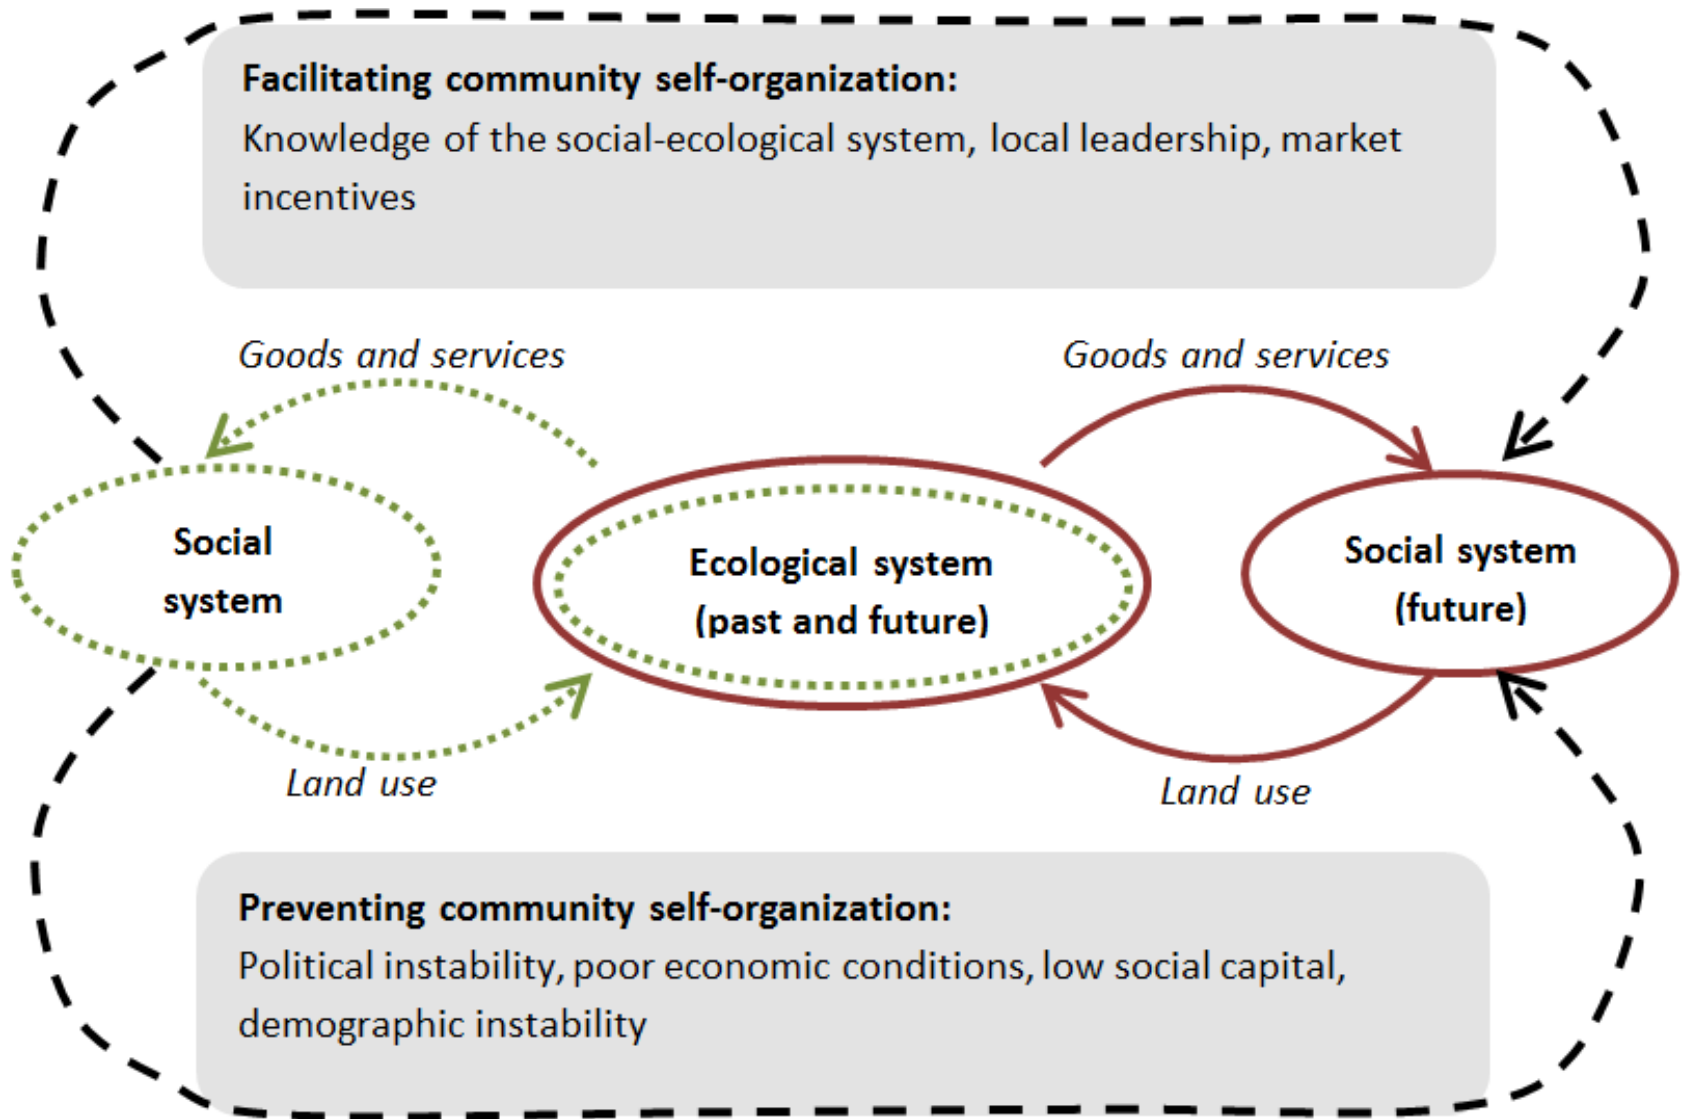 Facilitating community self-organization:
Knowledge of the social-ecological system, local leadership, market
incentives
Goods and services
Goods and services
Social
system
Ecological system
(past and future)
Social system
(future)
Land use
Land use
Preventing community self-organization:
Political instability, poor economic conditions, low social capital,
demographic instability